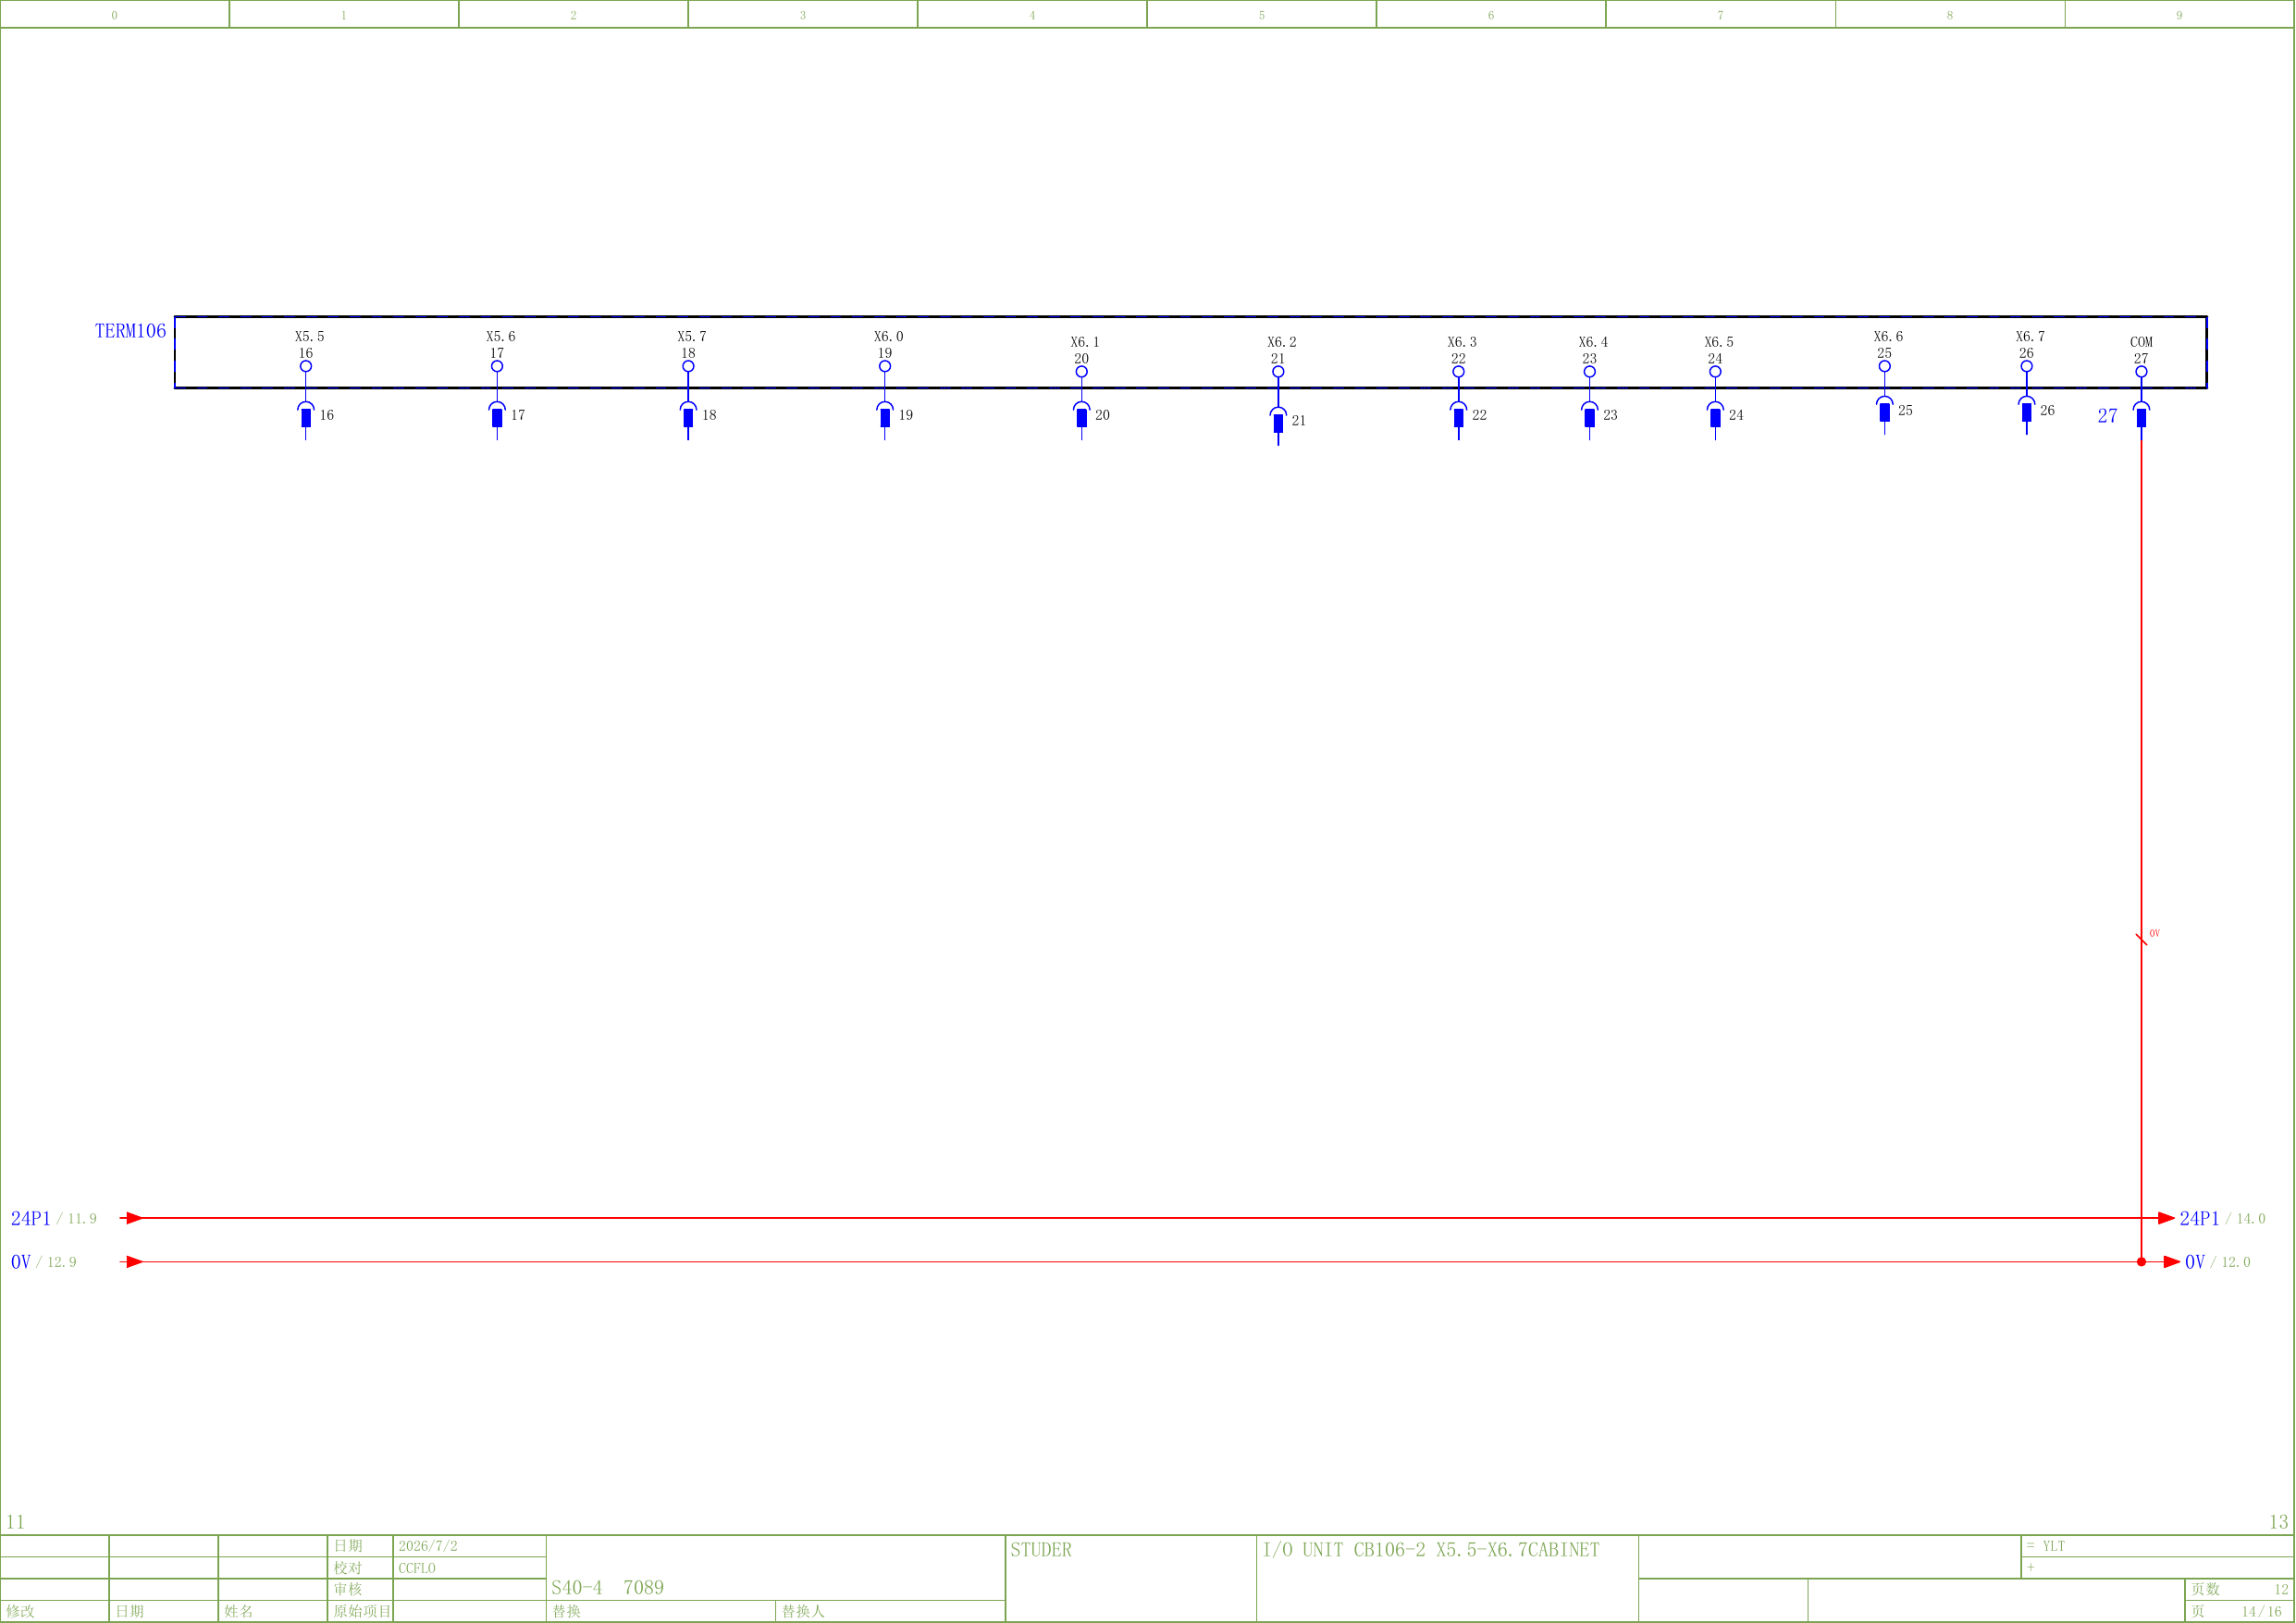 0 1 2 3 4 5 6 7 8 9
TERM106
X5.5 X5.6 X5.7 X6.0 X6.1 X6.2 X6.3 X6.4 X6.5 X6.6 X6.7 COM
16 17 18 19 20 21 22 23 24 25 26 27
16 17 18 19 20 21 22 23 24 25 26 27
0V
24P1 / 11.9 24P1 / 14.0
0V / 12.9 0V / 12.0
11 13
日期 2026/7/2 STUDER I/O UNIT CB106-2 X5.5-X6.7CABINET = YLT
校对 CCFLO +
审核 S40-4 7089 页数 12
修改 日期 姓名 原始项目 替换 替换人 页 14/16